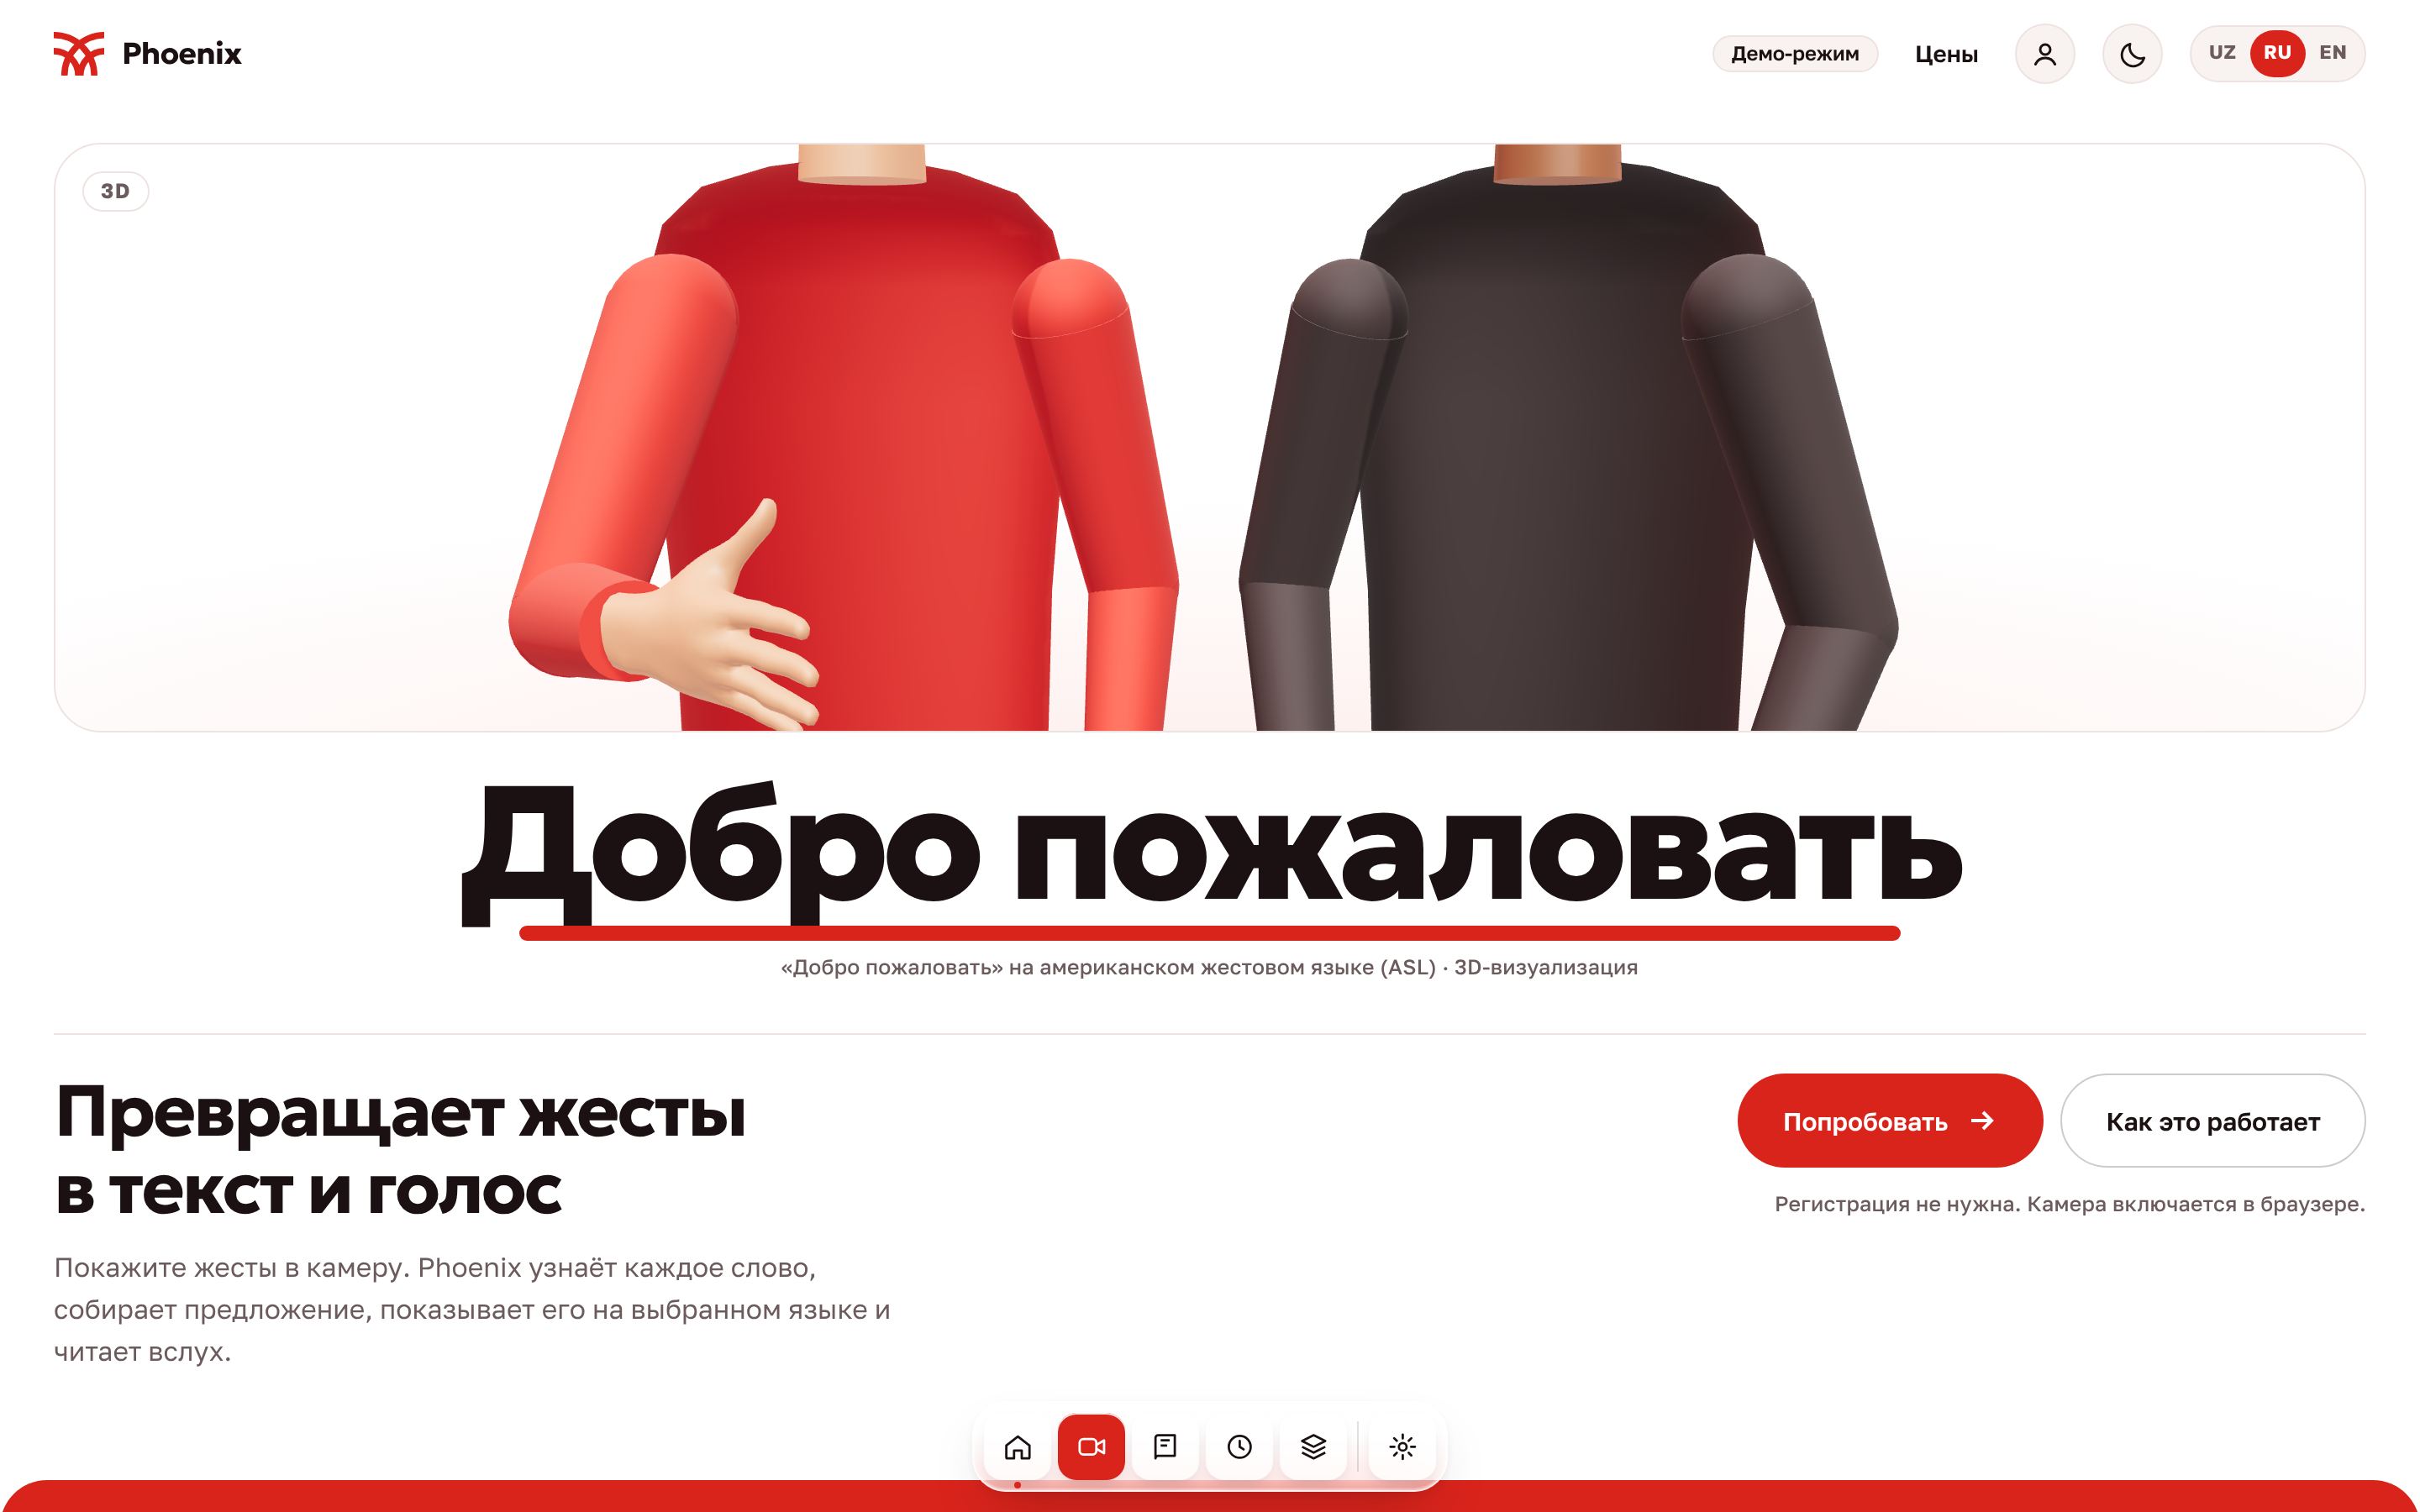 Phoenix
Демо-режим
Цены
UZ RU EN
3D
Добро пожаловать
«Добро пожаловать» на американском жестовом языке (ASL) · 3D-визуализация
Превращает жесты
в текст и голос
Покажите жесты в камеру. Phoenix узнаёт каждое слово,
собирает предложение, показывает его на выбранном языке и
читает вслух.
Попробовать →
Как это работает
Регистрация не нужна. Камера включается в браузере.